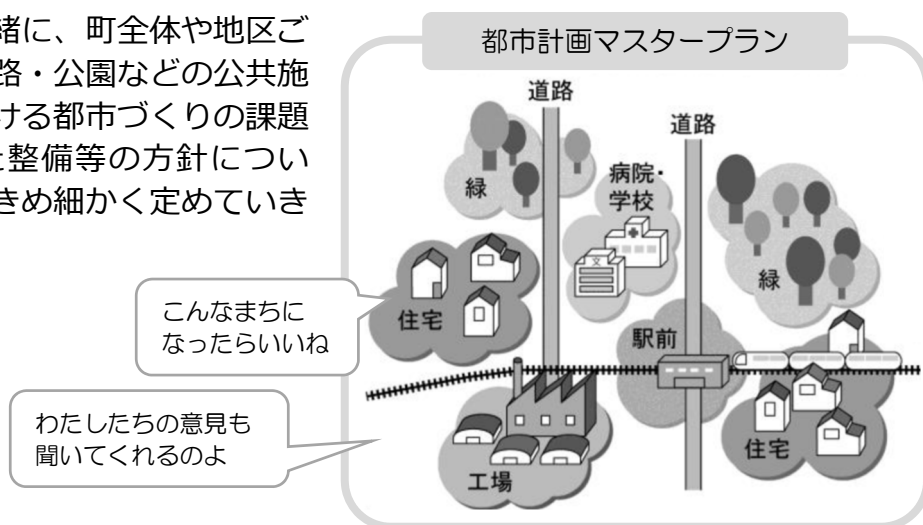 緒に、町全体や地区ご
路・公園などの公共施
ける都市づくりの課題
整備等の方針につい
きめ細かく定めていき
都市計画マスタープラン
道路
道路
緑
病院・
学校
文
緑
住宅
こんなまちに
なったらいいね
駅前
わたしたちの意見も
聞いてくれるのよ
住宅
工場